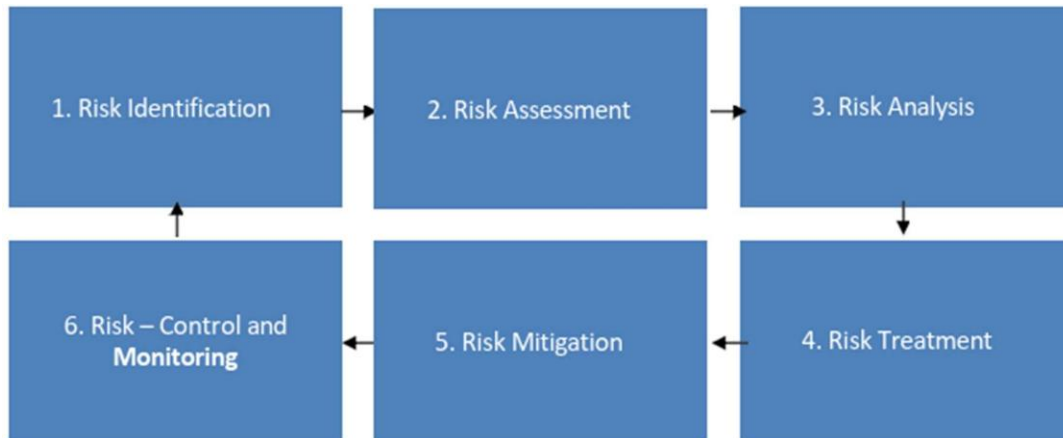 1. Risk Identification
2. Risk Assessment
3. Risk Analysis
6. Risk – Control and
Monitoring
5. Risk Mitigation
4. Risk Treatment